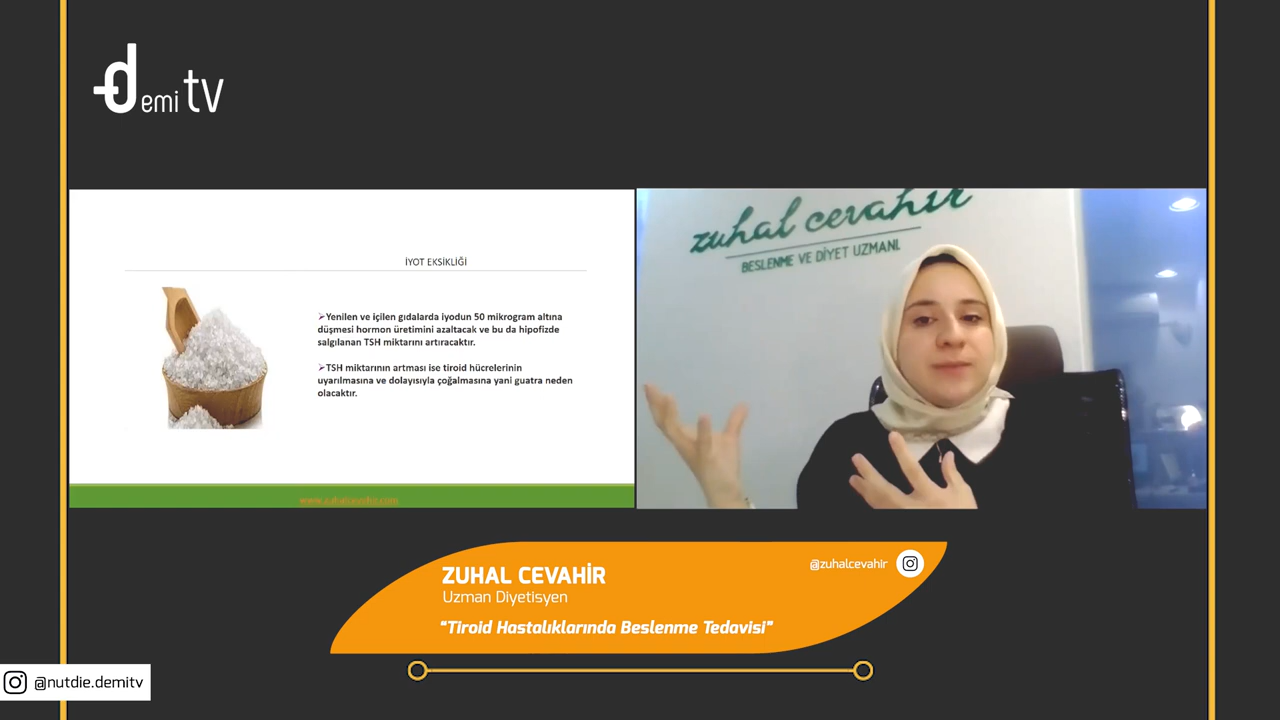 demi tv
İYOT EKSİKLİĞİ
➢Yenilen ve içilen gıdalarda iyodun 50 mikrogram altına
düşmesi hormon üretimini azaltacak ve bu da hipofizde
salgılanan TSH miktarını artıracaktır.
➢TSH miktarının artması ise tiroid hücrelerinin
uyarılmasına ve dolayısıyla çoğalmasına yani guatra neden
olacaktır.
www.zuhalcevahir.com
zuhal cevahir
BESLENME VE DİYET UZMANI
ZUHAL CEVAHİR
Uzman Diyetisyen
@zuhalcevahir
“Tiroid Hastalıklarında Beslenme Tedavisi”
@nutdie.demitv